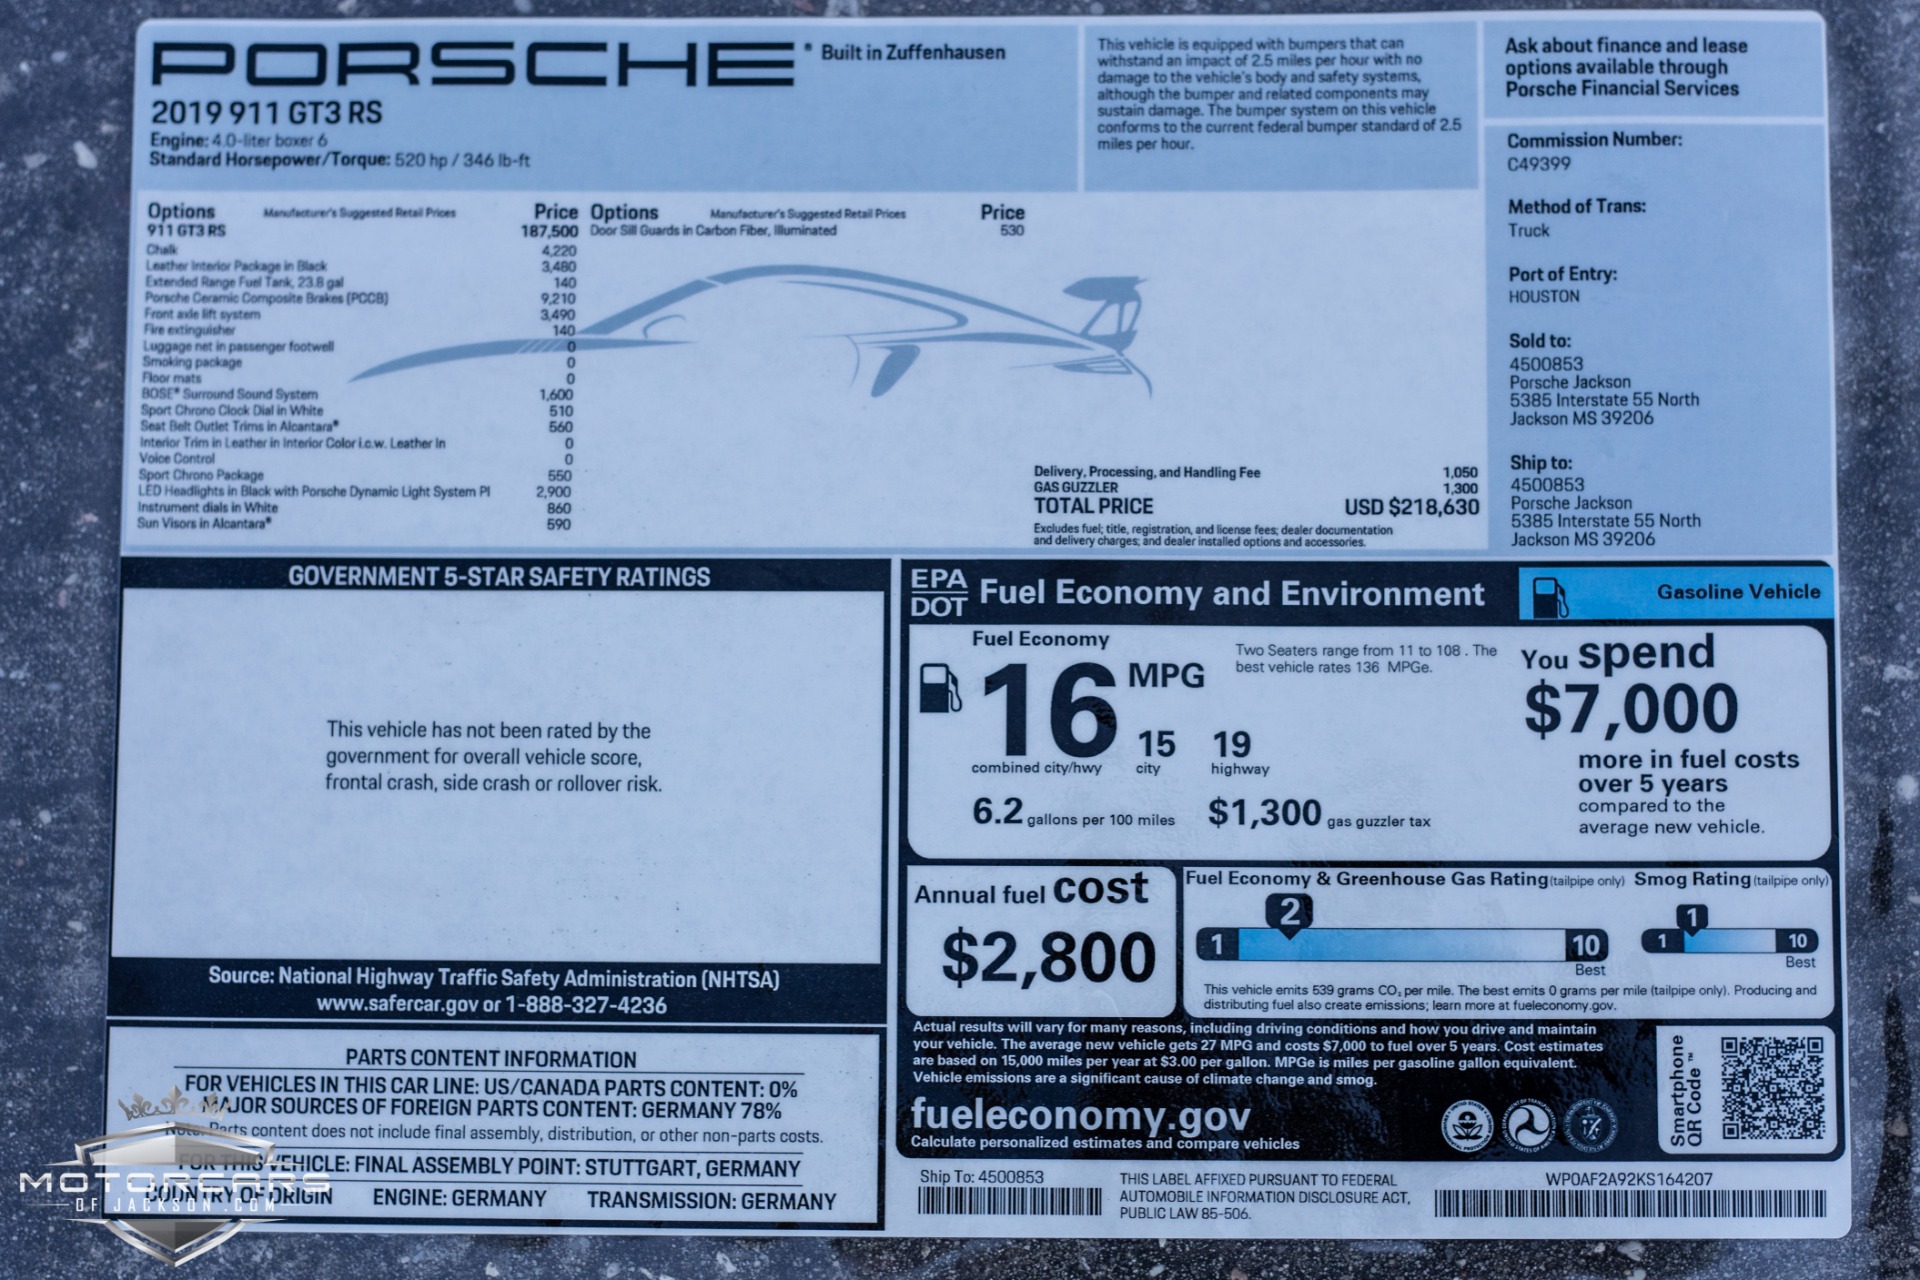 PORSCHE® Built in Zuffenhausen
2019 911 GT3 RS
Engine: 4.0-liter boxer 6
Standard Horsepower/Torque: 520 hp / 346 lb-ft
This vehicle is equipped with bumpers that can
withstand an impact of 2.5 miles per hour with no
damage to the vehicle's body and safety systems,
although the bumper and related components may
sustain damage. The bumper system on this vehicle
conforms to the current federal bumper standard of 2.5
miles per hour.
Ask about finance and lease
options available through
Porsche Financial Services
Commission Number:
C49399
Method of Trans:
Truck
Port of Entry:
HOUSTON
Sold to:
4500853
Porsche Jackson
5385 Interstate 55 North
Jackson MS 39206
Ship to:
4500853
Porsche Jackson
5385 Interstate 55 North
Jackson MS 39206
Options Manufacturer's Suggested Retail Prices Price
911 GT3 RS 187,500
Chalk 4,220
Leather Interior Package in Black 3,480
Extended Range Fuel Tank, 23.8 gal 140
Porsche Ceramic Composite Brakes (PCCB) 9,210
Front axle lift system 3,490
Fire extinguisher 140
Luggage net in passenger footwell 0
Smoking package 0
Floor mats 0
BOSE® Surround Sound System 1,600
Sport Chrono Clock Dial in White 510
Seat Belt Outlet Trims in Alcantara® 560
Interior Trim in Leather in Interior Color i.c.w. Leather In 0
Voice Control 0
Sport Chrono Package 550
LED Headlights in Black with Porsche Dynamic Light System Pl 2,900
Instrument dials in White 860
Sun Visors in Alcantara® 590
Options Manufacturer's Suggested Retail Prices Price
Door Sill Guards in Carbon Fiber, Illuminated 530
Delivery, Processing, and Handling Fee 1,050
GAS GUZZLER 1,300
TOTAL PRICE USD $218,630
Excludes fuel; title, registration, and license fees; dealer documentation
and delivery charges; and dealer installed options and accessories.
GOVERNMENT 5-STAR SAFETY RATINGS
This vehicle has not been rated by the
government for overall vehicle score,
frontal crash, side crash or rollover risk.
Source: National Highway Traffic Safety Administration (NHTSA)
www.safercar.gov or 1-888-327-4236
PARTS CONTENT INFORMATION
FOR VEHICLES IN THIS CAR LINE: US/CANADA PARTS CONTENT: 0%
MAJOR SOURCES OF FOREIGN PARTS CONTENT: GERMANY 78%
Note: Parts content does not include final assembly, distribution, or other non-parts costs.
FOR THIS VEHICLE: FINAL ASSEMBLY POINT: STUTTGART, GERMANY
COUNTRY OF ORIGIN ENGINE: GERMANY TRANSMISSION: GERMANY
MOTORCARS
OF JACKSON.COM
EPA
DOT
Fuel Economy and Environment
Gasoline Vehicle
Fuel Economy
16 MPG
combined city/hwy
15
city
19
highway
Two Seaters range from 11 to 108 . The
best vehicle rates 136 MPGe.
6.2 gallons per 100 miles
$1,300 gas guzzler tax
You spend
$7,000
more in fuel costs
over 5 years
compared to the
average new vehicle.
Annual fuel cost
$2,800
Fuel Economy & Greenhouse Gas Rating (tailpipe only)
2
1 10
Best
Smog Rating (tailpipe only)
1
1 10
Best
This vehicle emits 539 grams CO₂ per mile. The best emits 0 grams per mile (tailpipe only). Producing and
distributing fuel also create emissions; learn more at fueleconomy.gov.
Actual results will vary for many reasons, including driving conditions and how you drive and maintain
your vehicle. The average new vehicle gets 27 MPG and costs $7,000 to fuel over 5 years. Cost estimates
are based on 15,000 miles per year at $3.00 per gallon. MPGe is miles per gasoline gallon equivalent.
Vehicle emissions are a significant cause of climate change and smog.
fueleconomy.gov
Calculate personalized estimates and compare vehicles
Smartphone
QR Code™
Ship To: 4500853
THIS LABEL AFFIXED PURSUANT TO FEDERAL
AUTOMOBILE INFORMATION DISCLOSURE ACT,
PUBLIC LAW 85-506.
WP0AF2A92KS164207